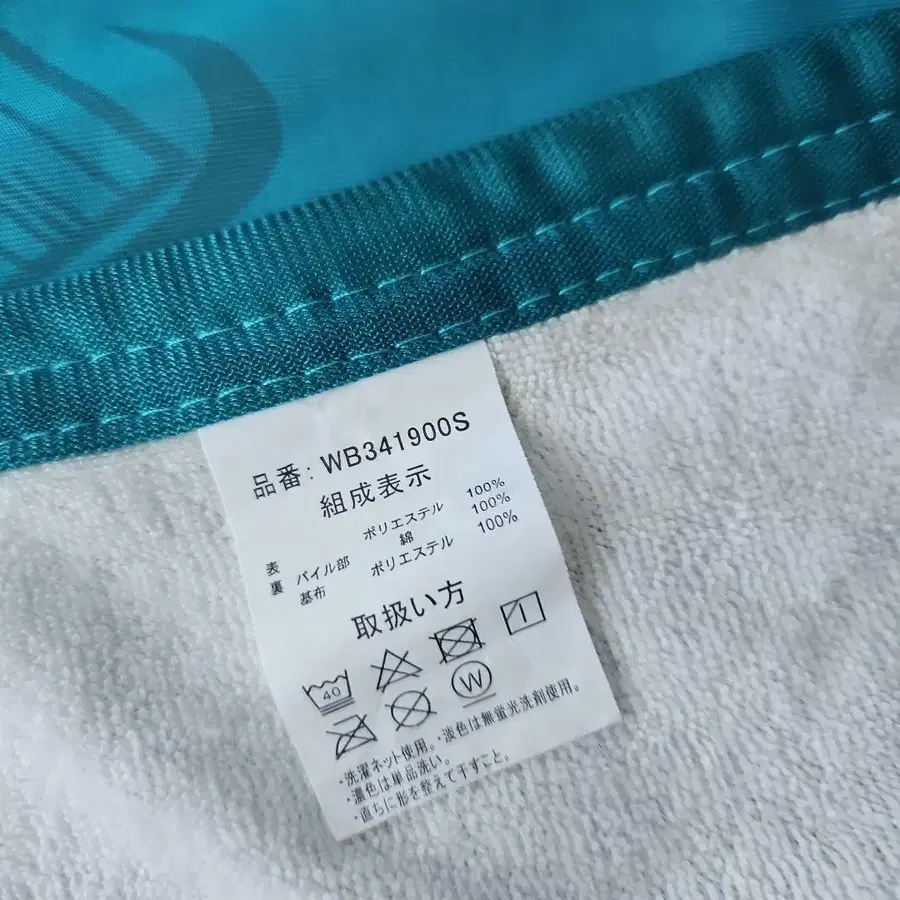 品番: WB341900S
組成表示
表 ポリエステル 100%
裏 パイル部 綿 100%
基布 ポリエステル 100%
取扱い方
40
W
・洗濯ネット使用。・淡色は無蛍光洗剤使用。
・濃色は単品洗い。
・直ちに形を整えて干すこと。